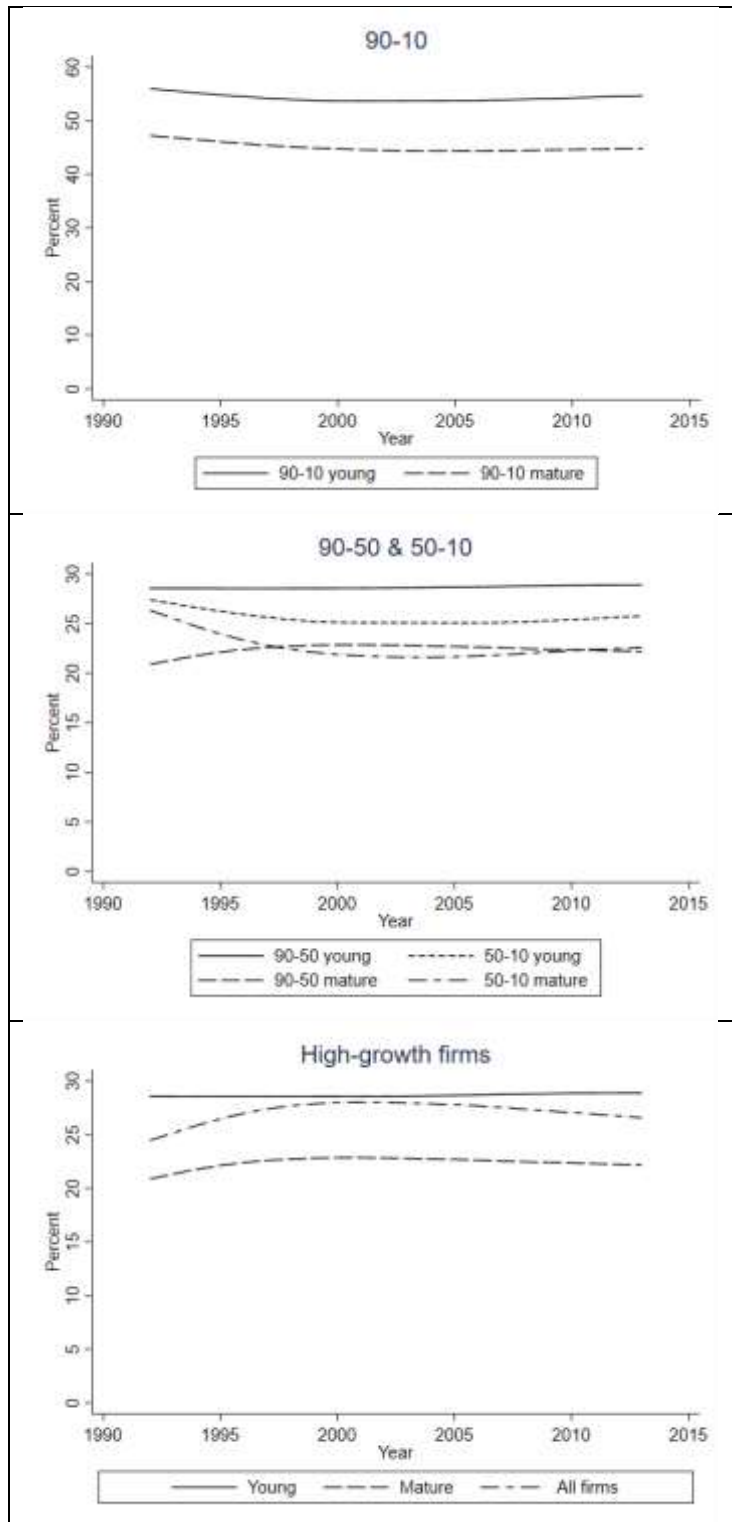 90-10
60
50
40
30
20
10
0
Percent
1990 1995 2000 2005 2010 2015
Year
90-10 young 90-10 mature
90-50 & 50-10
30
25
20
15
10
5
0
Percent
1990 1995 2000 2005 2010 2015
Year
90-50 young 50-10 young
90-50 mature 50-10 mature
High-growth firms
30
25
20
15
10
5
0
Percent
1990 1995 2000 2005 2010 2015
Year
Young Mature All firms